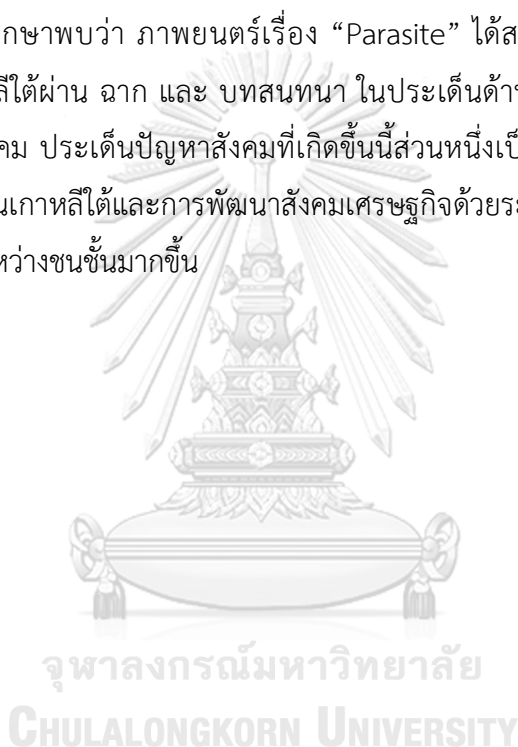 กษาพบว่า ภาพยนตร์เรื่อง “Parasite” ได้ส
ลีใต้ผ่าน ฉาก และ บทสนทนา ในประเด็นด้าน
คม ประเด็นปัญหาสังคมที่เกิดขึ้นนี้ส่วนหนึ่งเป็
นเกาหลีใต้และการพัฒนาสังคมเศรษฐกิจด้วยระ
หว่างชนชั้นมากขึ้น
จุฬาลงกรณ์มหาวิทยาลัย
CHULALONGKORN UNIVERSITY